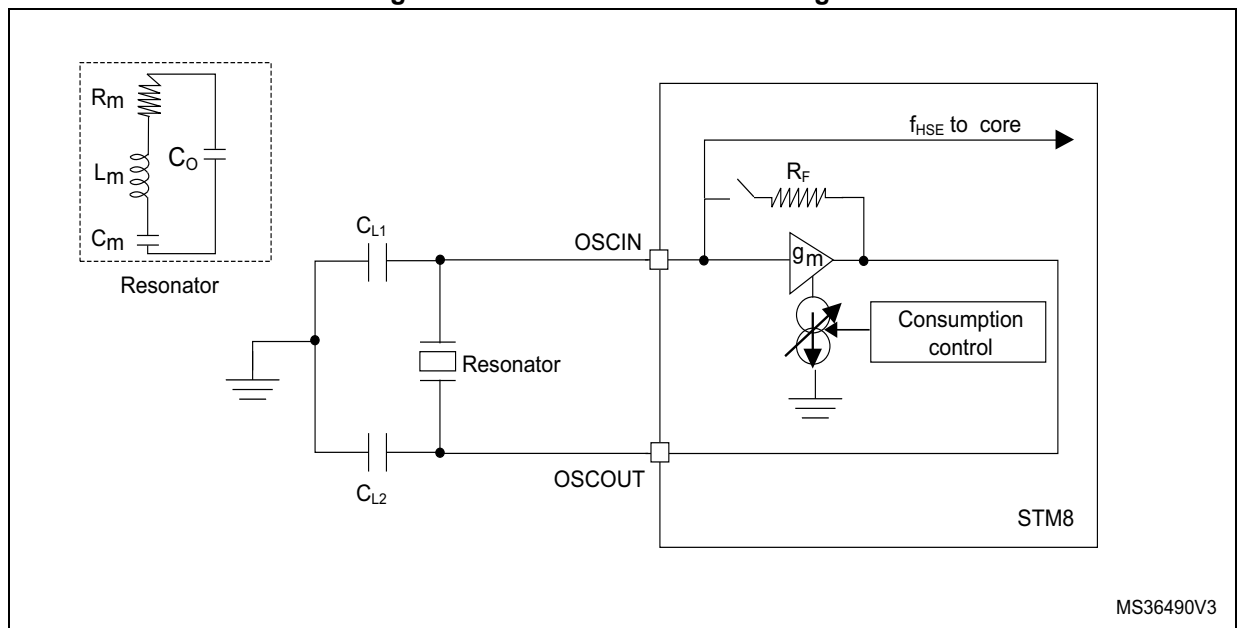 Rm
Lm
Cm
CO
Resonator
CL1
CL2
Resonator
OSCIN
OSCOUT
fHSE to core
RF
gm
Consumption
control
STM8
MS36490V3